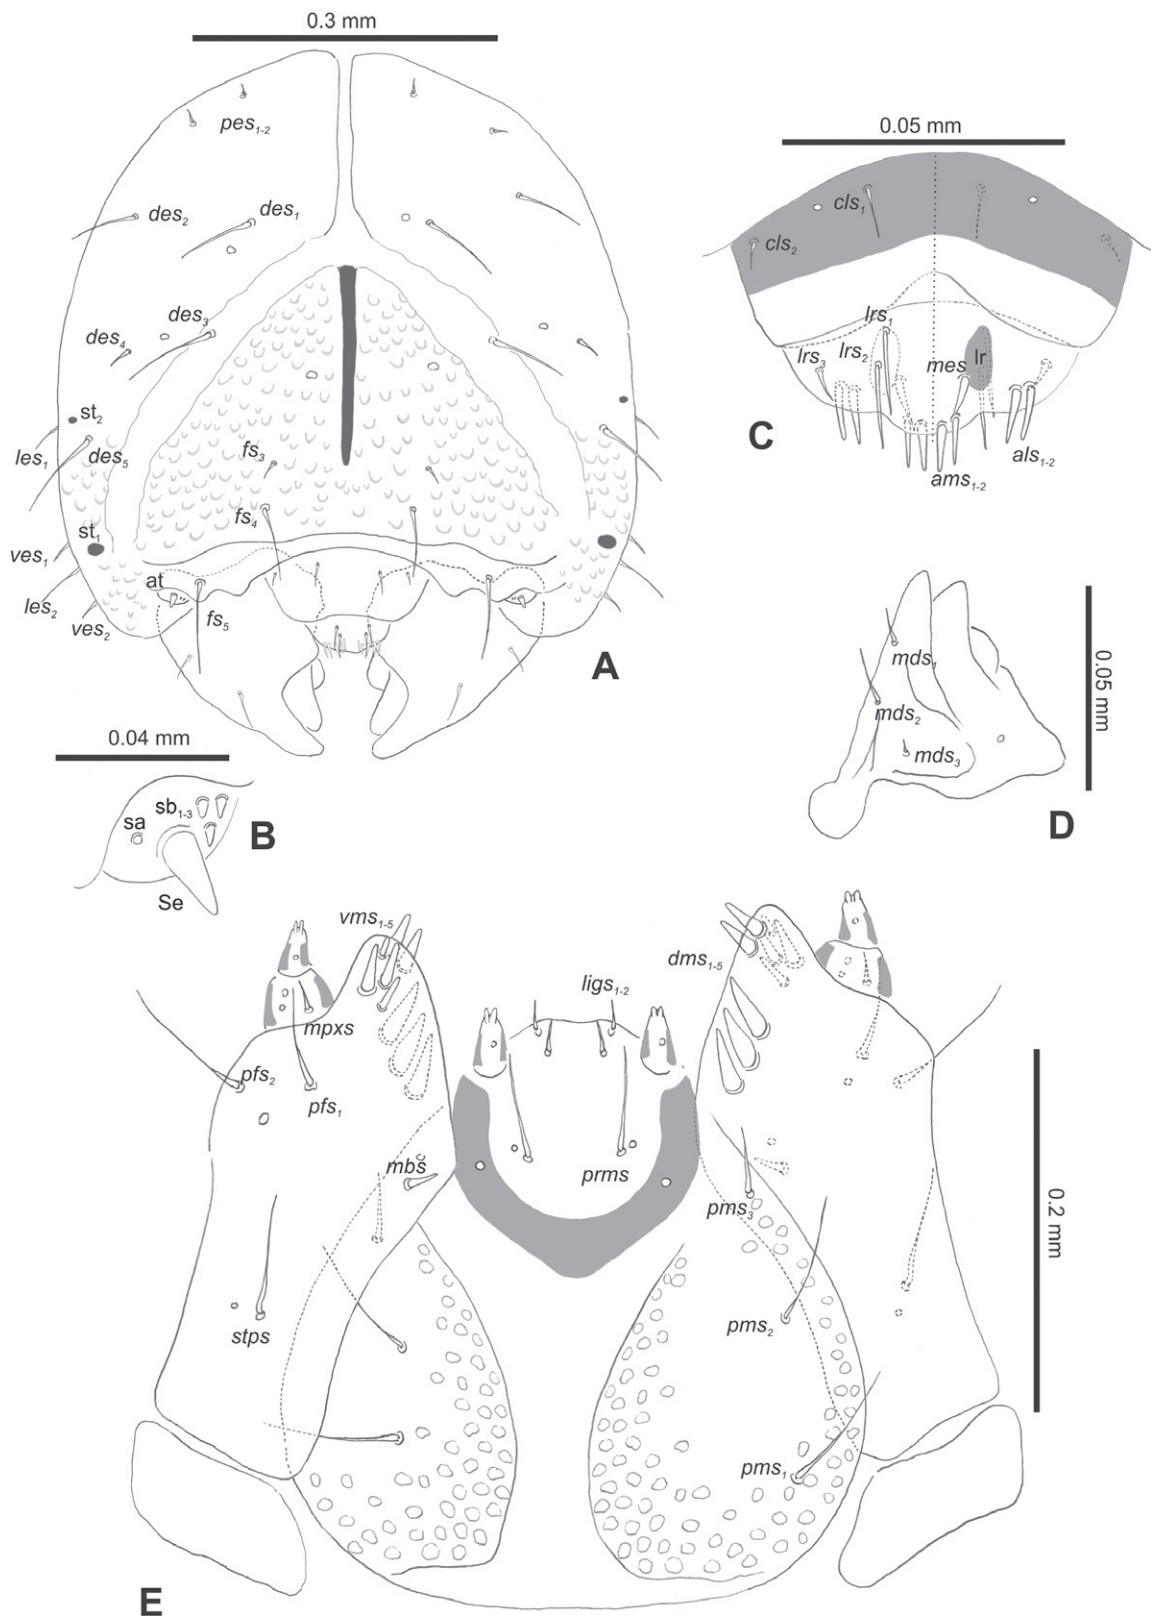 0.3 mm
pes₁₋₂
des₂
des₁
des₃
des₄
st₂
les₁
des₅
fs₃
fs₄
st₁
ves₁
at
les₂
ves₂
fs₅
A
0.05 mm
cls₁
cls₂
lrs₁
lrs₂
lrs₃
mes
lr
als₁₋₂
ams₁₋₂
C
0.04 mm
sb₁₋₃
sa
Se
B
mds₁
mds₂
mds₃
0.05 mm
D
vms₁₋₅
dms₁₋₅
ligs₁₋₂
mpxs
pfs₂
pfs₁
mbs
prms
pms₃
stps
pms₂
pms₁
0.2 mm
E